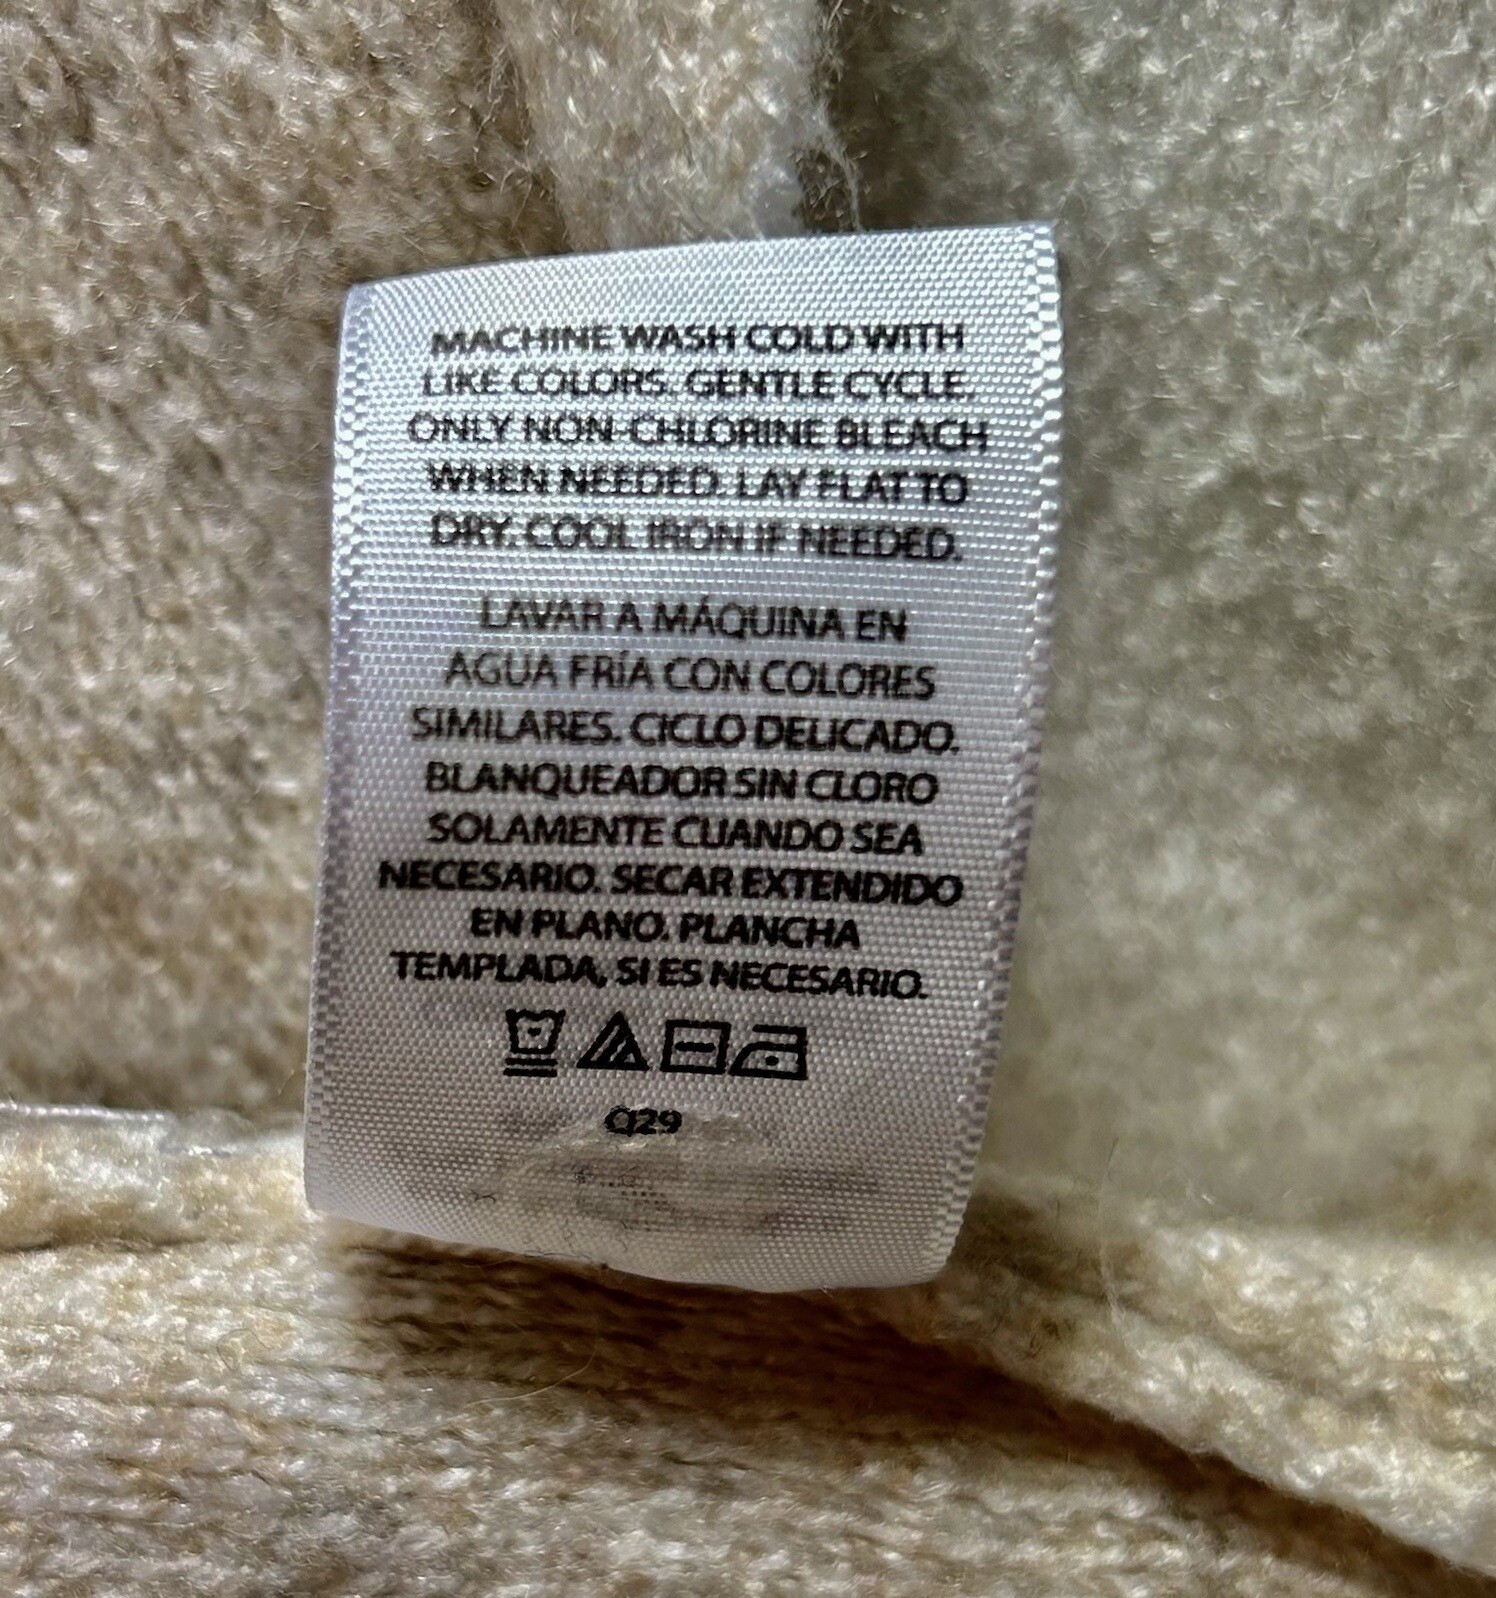 MACHINE WASH COLD WITH
LIKE COLORS. GENTLE CYCLE.
ONLY NON-CHLORINE BLEACH
WHEN NEEDED. LAY FLAT TO
DRY. COOL IRON IF NEEDED.
LAVAR A MÁQUINA EN
AGUA FRÍA CON COLORES
SIMILARES. CICLO DELICADO.
BLANQUEADOR SIN CLORO
SOLAMENTE CUANDO SEA
NECESARIO. SECAR EXTENDIDO
EN PLANO. PLANCHA
TEMPLADA, SI ES NECESARIO.
Q29